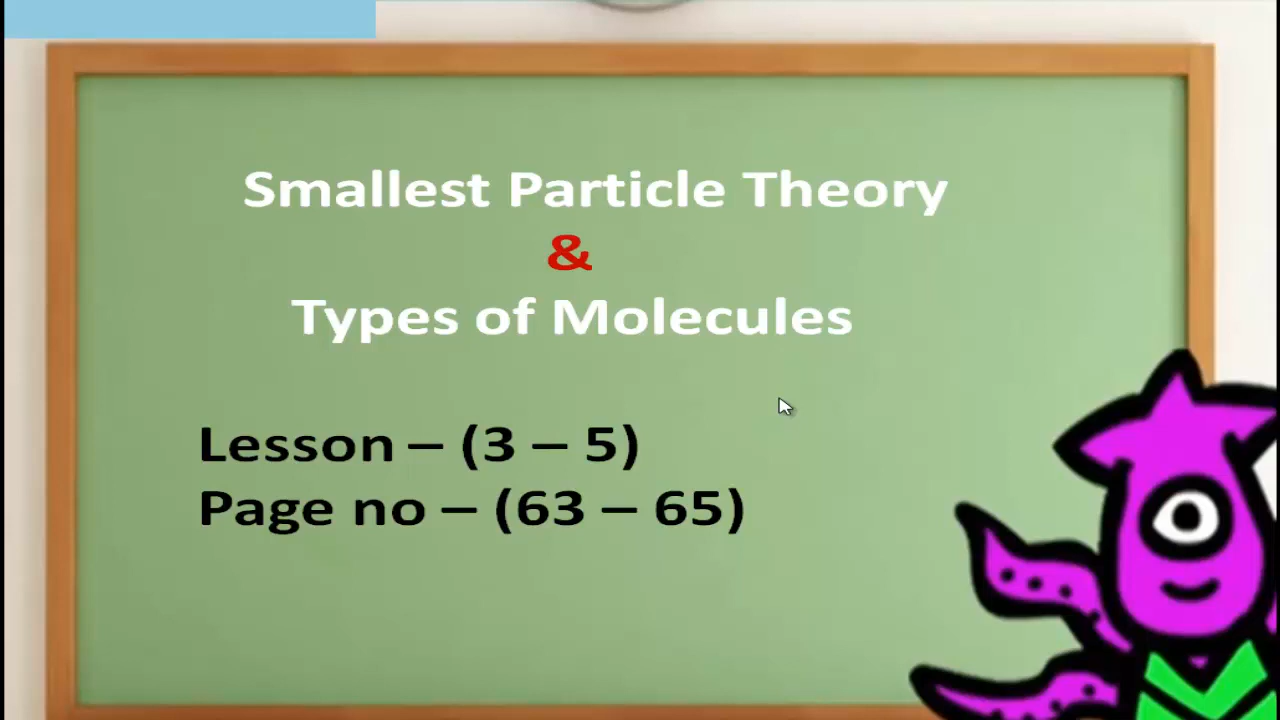 Smallest Particle Theory
&
Types of Molecules
Lesson – (3 – 5)
Page no – (63 – 65)